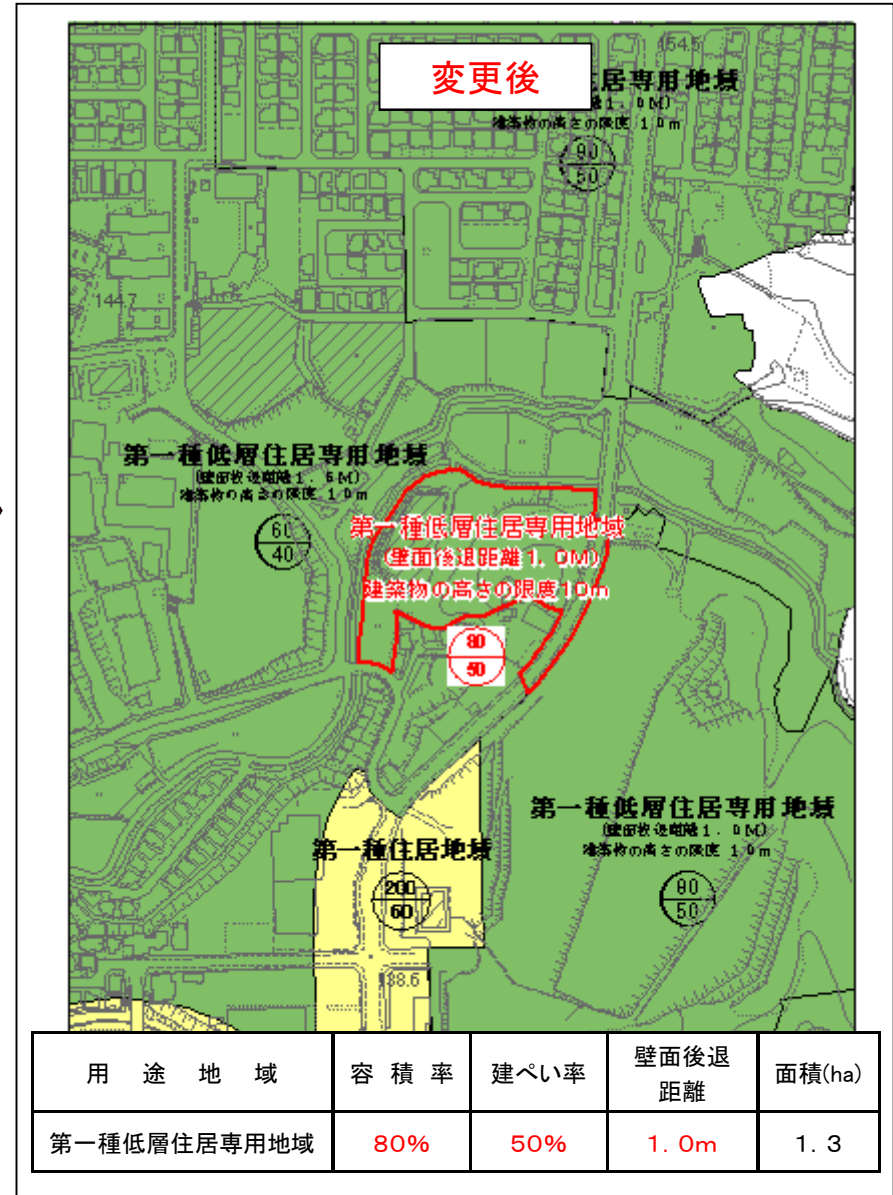 変更後
154.5
居専用地域
1.0M)
建築物の高さの限度 10m
80
50
144.7
第一種低層住居専用地域
(壁面後退距離1.5M)
建築物の高さの限度 10m
60
40
第一種低層住居専用地域
(壁面後退距離1.0M)
建築物の高さの限度10m
80
50
第一種低層住居専用地域
(壁面後退距離1.0M)
建築物の高さの限度 10m
80
50
第一種住居地域
200
60
138.6
用途地域 容積率 建ぺい率 壁面後退距離 面積(ha)
第一種低層住居専用地域 80% 50% 1.0m 1.3